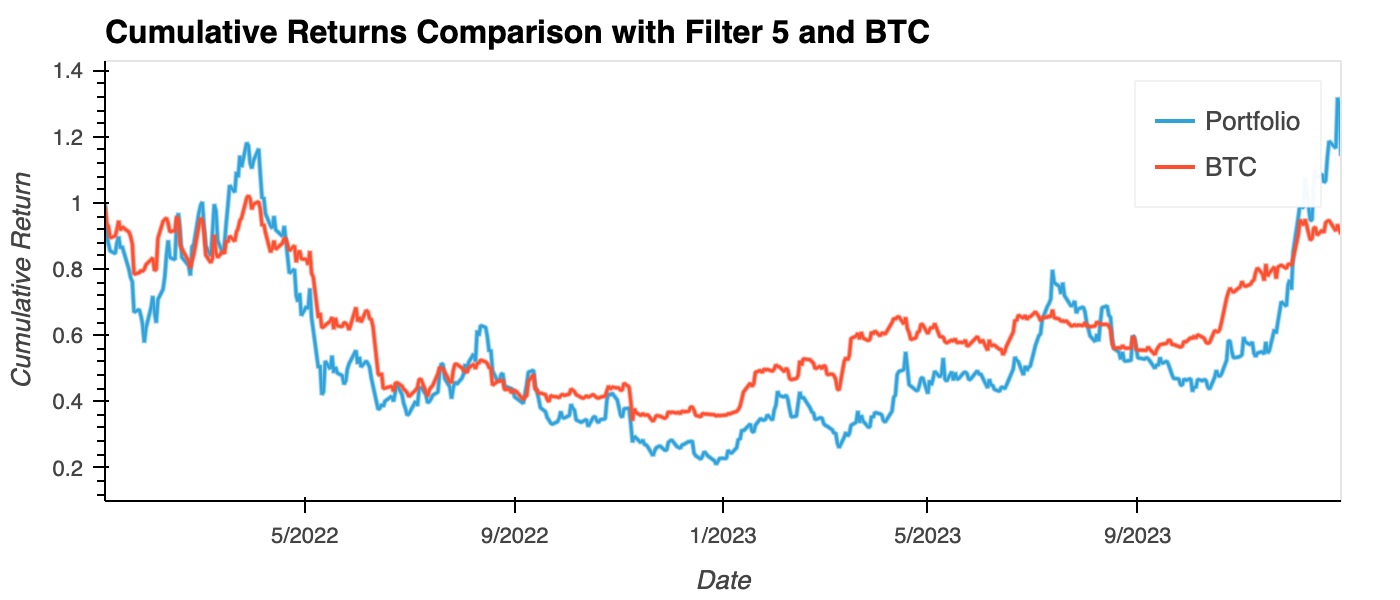 Cumulative Returns Comparison with Filter 5 and BTC
1.4
1.2
1
0.8
0.6
0.4
0.2
Cumulative Return
Portfolio
BTC
5/2022
9/2022
1/2023
5/2023
9/2023
Date